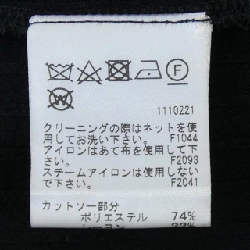 F
W
1110221
クリーニングの際はネットを使
用してお洗い下さい。 F1044
アイロンはあて布を使用して下
さい。 F2093
スチームアイロンは使用しない
で下さい。 F2041
カットソー部分
ポリエステル 74%